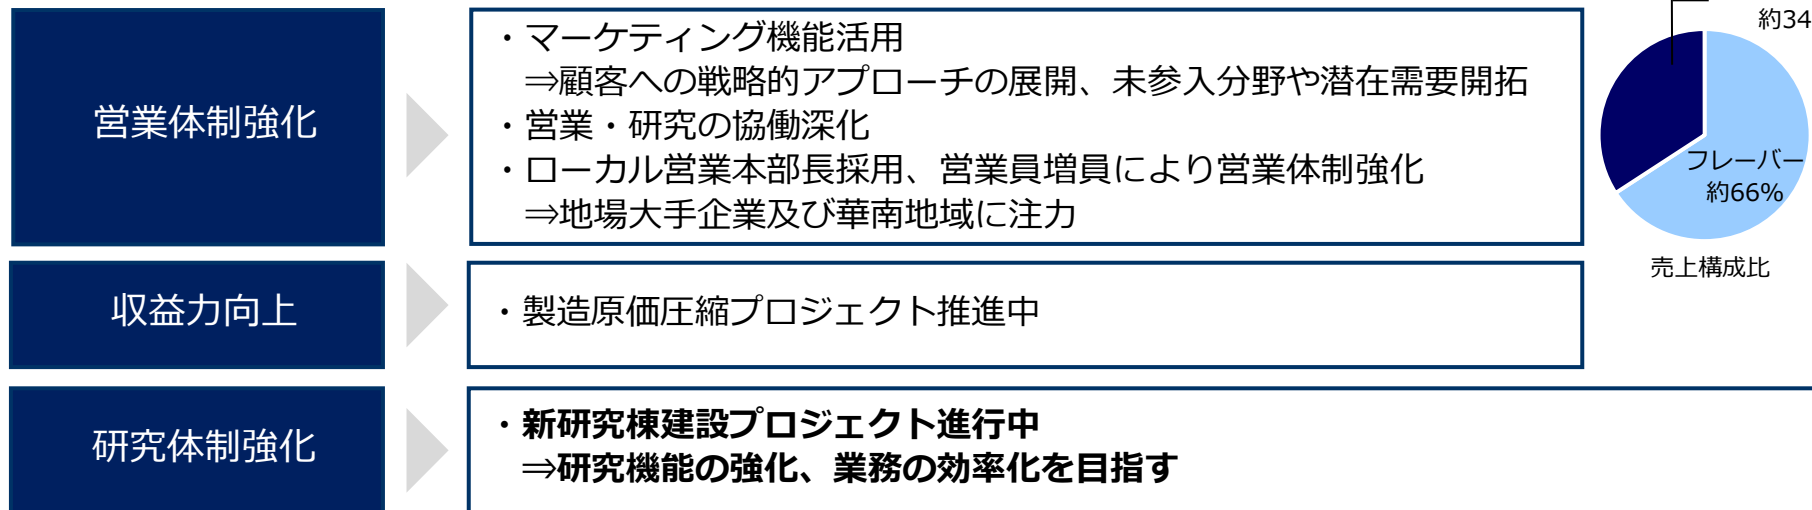 営業体制強化
・マーケティング機能活用
⇒顧客への戦略的アプローチの展開、未参入分野や潜在需要開拓
・営業・研究の協働深化
・ローカル営業本部長採用、営業員増員により営業体制強化
⇒地場大手企業及び華南地域に注力
約34
フレーバー
約66%
売上構成比
収益力向上
・製造原価圧縮プロジェクト推進中
研究体制強化
・新研究棟建設プロジェクト進行中
⇒研究機能の強化、業務の効率化を目指す